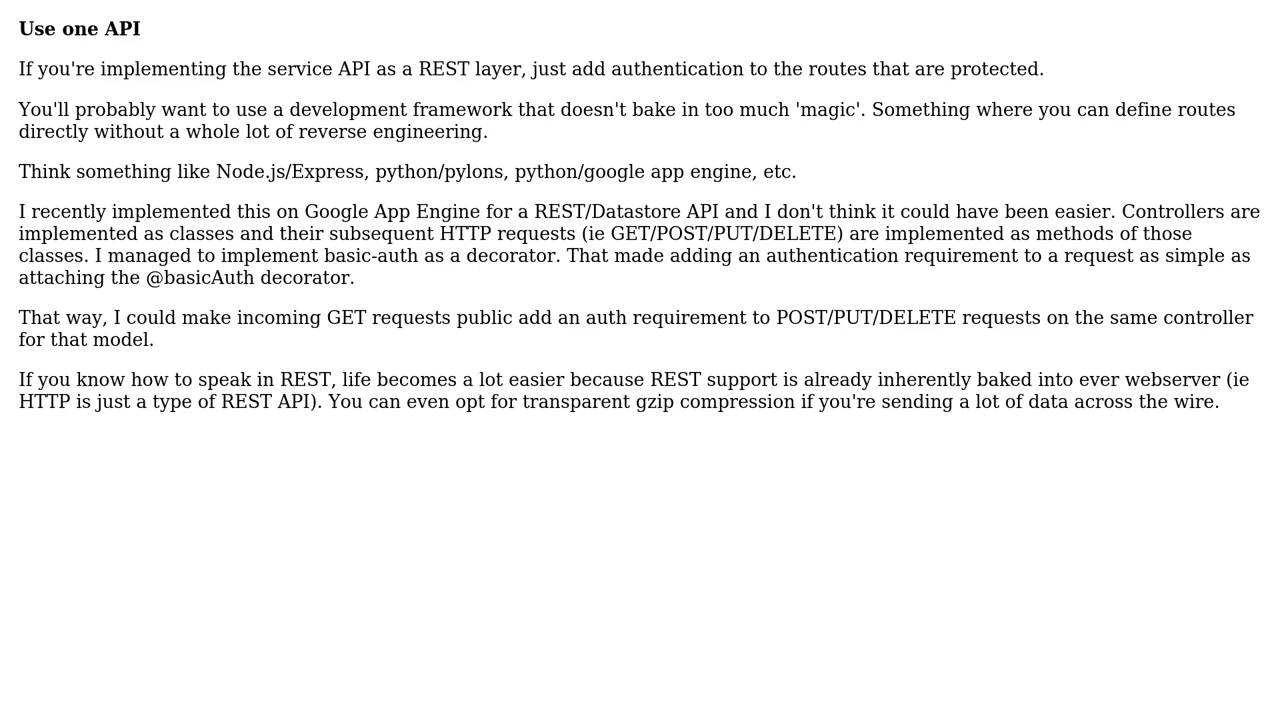 Use one API
If you're implementing the service API as a REST layer, just add authentication to the routes that are protected.
You'll probably want to use a development framework that doesn't bake in too much 'magic'. Something where you can define routes
directly without a whole lot of reverse engineering.
Think something like Node.js/Express, python/pylons, python/google app engine, etc.
I recently implemented this on Google App Engine for a REST/Datastore API and I don't think it could have been easier. Controllers are
implemented as classes and their subsequent HTTP requests (ie GET/POST/PUT/DELETE) are implemented as methods of those
classes. I managed to implement basic-auth as a decorator. That made adding an authentication requirement to a request as simple as
attaching the @basicAuth decorator.
That way, I could make incoming GET requests public add an auth requirement to POST/PUT/DELETE requests on the same controller
for that model.
If you know how to speak in REST, life becomes a lot easier because REST support is already inherently baked into ever webserver (ie
HTTP is just a type of REST API). You can even opt for transparent gzip compression if you're sending a lot of data across the wire.